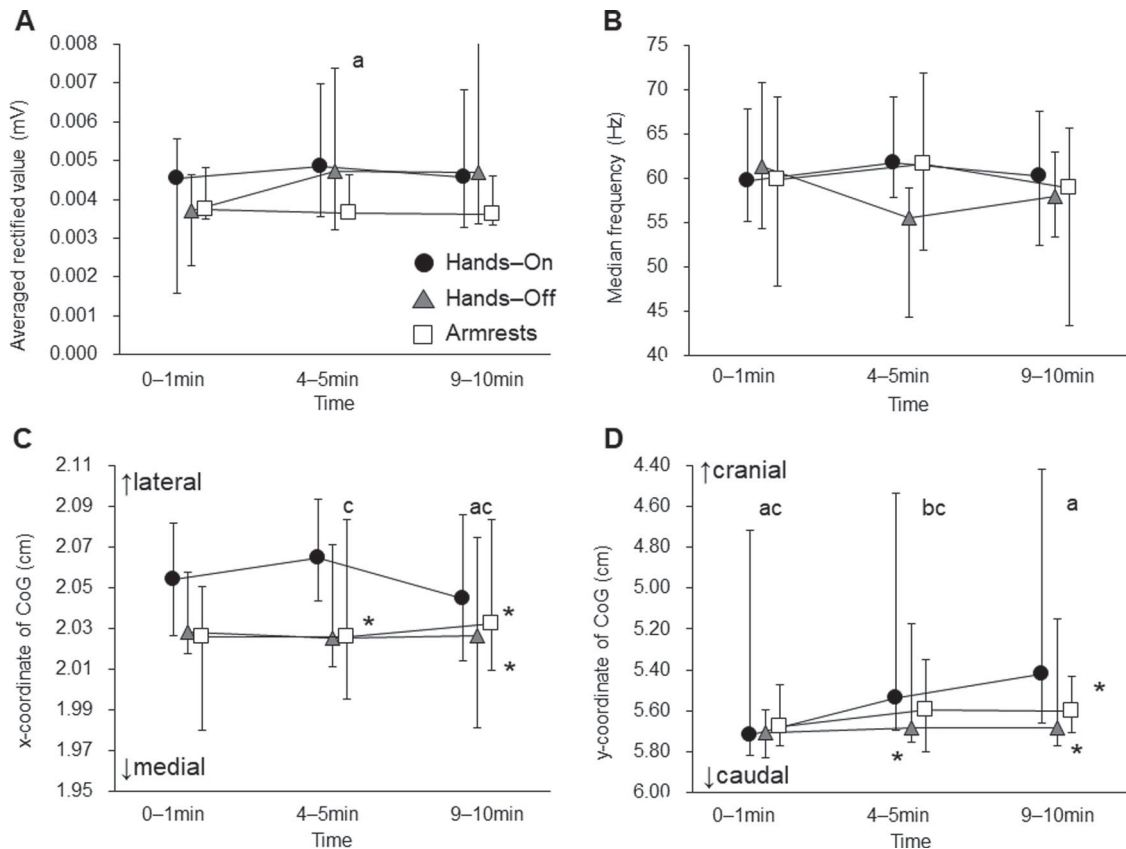 A
Averaged rectified value (mV)
0.008
0.007
0.006
0.005
0.004
0.003
0.002
0.001
0.000
a
Hands–On
Hands–Off
Armrests
0–1min
4–5min
9–10min
Time
B
Median frequency (Hz)
75
70
65
60
55
50
45
40
0–1min
4–5min
9–10min
Time
C
x-coordinate of CoG (cm)
2.11
2.09
2.07
2.05
2.03
2.01
1.99
1.97
1.95
↑lateral
c
ac
*
*
*
↓medial
0–1min
4–5min
9–10min
Time
D
y-coordinate of CoG (cm)
4.40
4.60
4.80
5.00
5.20
5.40
5.60
5.80
6.00
↑cranial
ac
bc
a
*
*
*
↓caudal
0–1min
4–5min
9–10min
Time